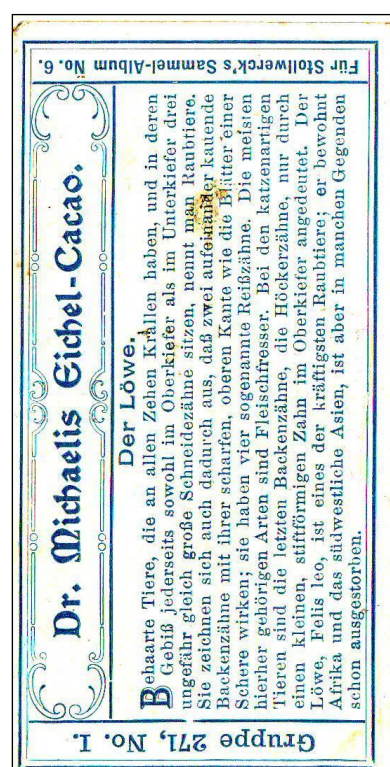 Für Stollwerck's Sammel-Album No. 6.
Dr. Michaelis Eichel-Cacao.
Der Löwe.
Behaarte Tiere, die an allen Zehen Krallen haben, und in deren
Gebiß jederseits sowohl im Oberkiefer als im Unterkiefer drei
ungefähr gleich große Schneidezähne sitzen, nennt man Raubtiere.
Sie zeichnen sich auch dadurch aus, daß zwei aufeinander kauende
Backenzähne mit ihrer scharfen, oberen Kante wie die Blätter einer
Schere wirken; sie haben vier sogenannte Reißzähne. Die meisten
hierher gehörigen Arten sind Fleischfresser. Bei den katzenartigen
Tieren sind die letzten Backenzähne, die Höckerzähne, nur durch
einen kleinen, stiftförmigen Zahn im Oberkiefer angedeutet. Der
Löwe, Felis leo, ist eines der kräftigsten Raubtiere; er bewohnt
Afrika und das südwestliche Asien, ist aber in manchen Gegenden
schon ausgestorben.
Gruppe 271, No. I.